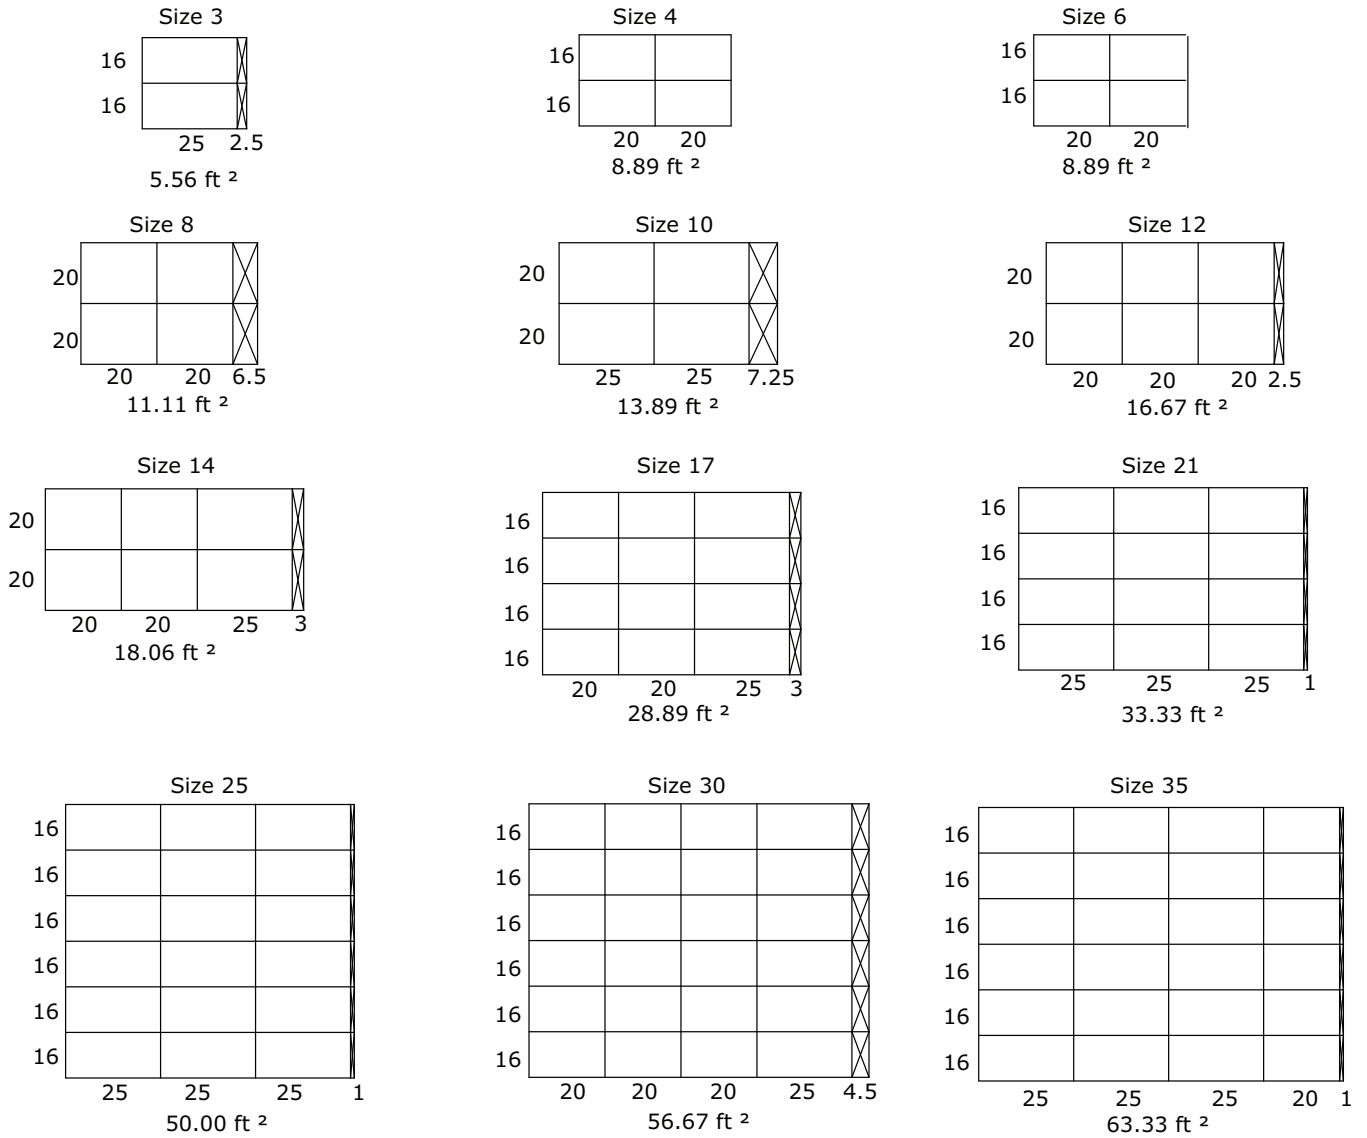 Size 3
16
16
25 2.5
5.56 ft ²
Size 4
16
16
20 20
8.89 ft ²
Size 6
16
16
20 20
8.89 ft ²
Size 8
20
20
20 20 6.5
11.11 ft ²
Size 10
20
20
25 25 7.25
13.89 ft ²
Size 12
20
20
20 20 20 2.5
16.67 ft ²
Size 14
20
20
20 20 25 3
18.06 ft ²
Size 17
16
16
16
16
20 20 25 3
28.89 ft ²
Size 21
16
16
16
16
25 25 25 1
33.33 ft ²
Size 25
16
16
16
16
16
16
25 25 25 1
50.00 ft ²
Size 30
16
16
16
16
16
16
20 20 20 25 4.5
56.67 ft ²
Size 35
16
16
16
16
16
16
25 25 25 20 1
63.33 ft ²